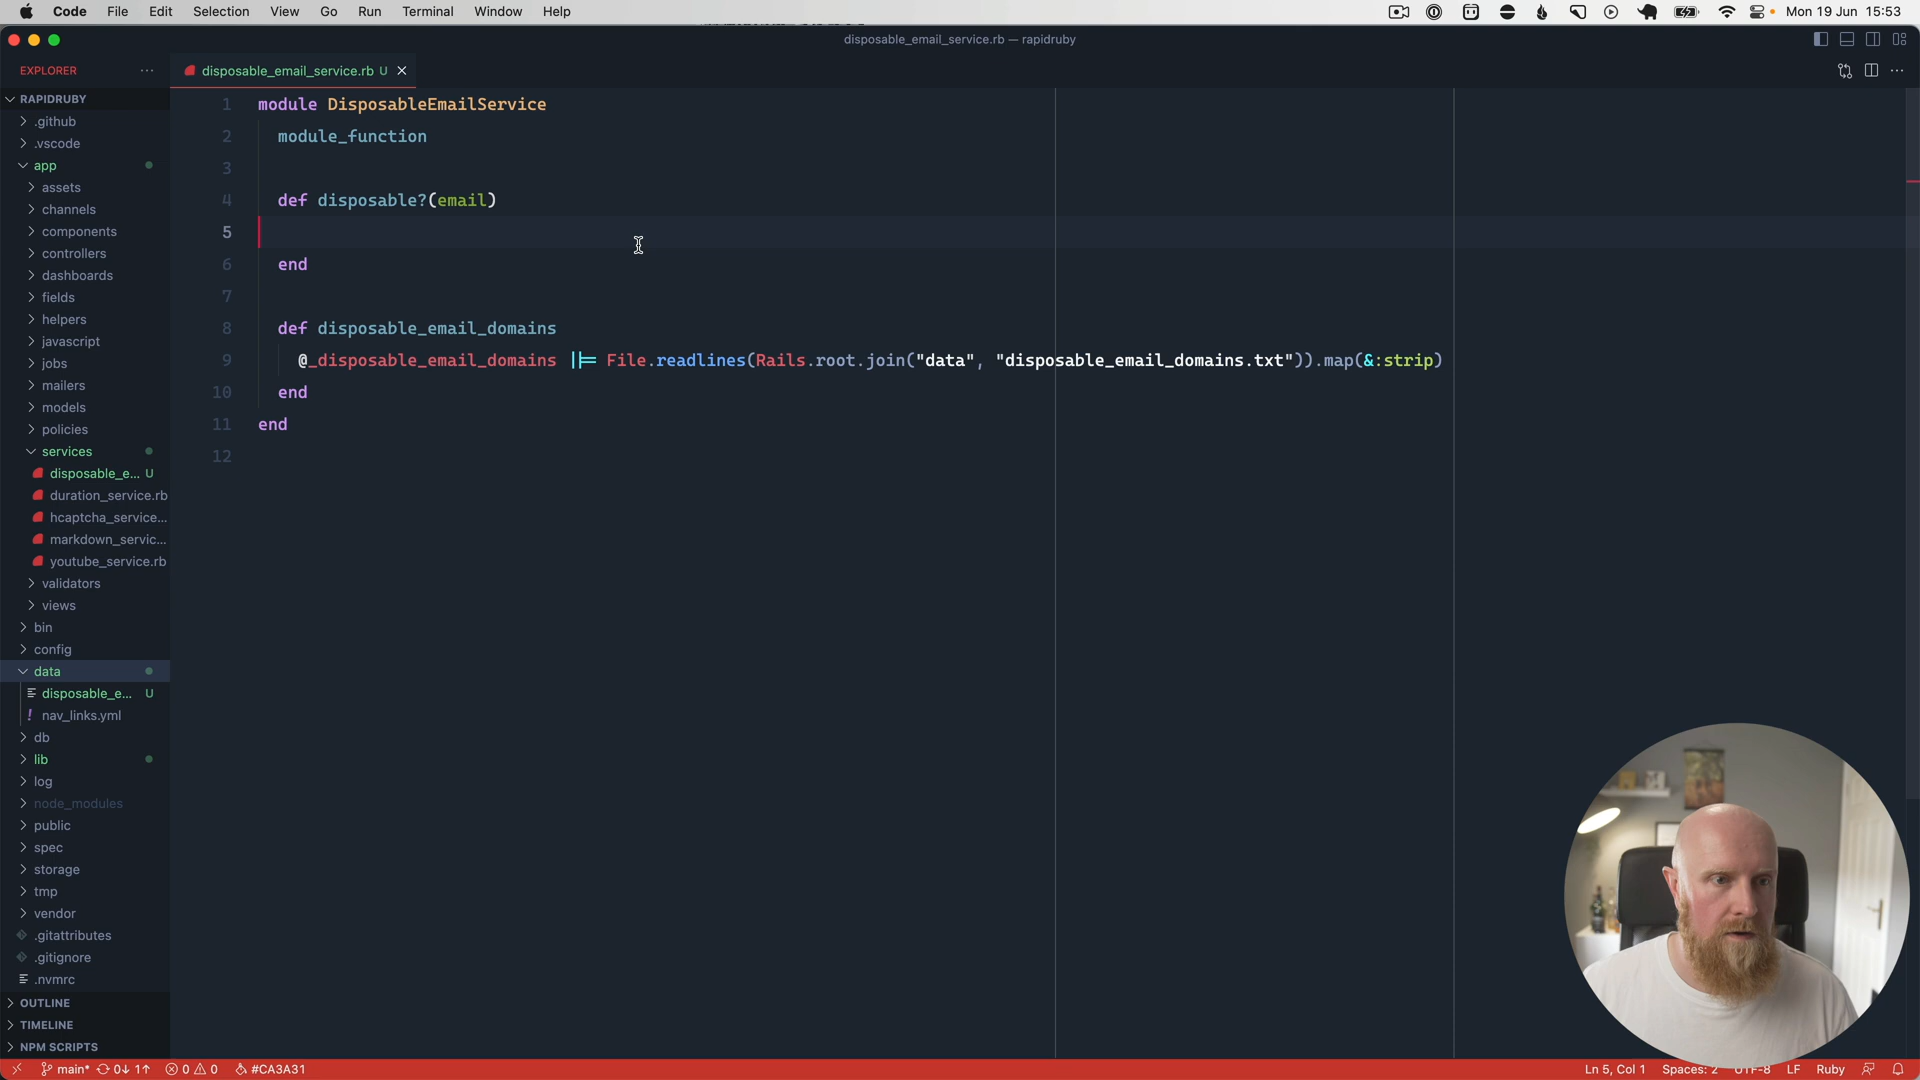 Code File Edit Selection View Go Run Terminal Window Help Mon 19 Jun 15:53
disposable_email_service.rb — rapidruby
EXPLORER ···
disposable_email_service.rb U
RAPIDRUBY
.github
.vscode
app
assets
channels
components
controllers
dashboards
fields
helpers
javascript
jobs
mailers
models
policies
services
disposable_e... U
duration_service.rb
hcaptcha_service...
markdown_servic...
youtube_service.rb
validators
views
bin
config
data
disposable_e... U
! nav_links.yml
db
lib
log
node_modules
public
spec
storage
tmp
vendor
.gitattributes
.gitignore
.nvmrc
OUTLINE
TIMELINE
NPM SCRIPTS
1 module DisposableEmailService
2 module_function
3
4 def disposable?(email)
5
6 end
7
8 def disposable_email_domains
9 @_disposable_email_domains ||= File.readlines(Rails.root.join("data", "disposable_email_domains.txt")).map(&:strip)
10 end
11 end
12
main* 0↓ 1↑ 0 0 #CA3A31
Ln 5, Col 1 Spaces: 2 UTF-8 LF Ruby